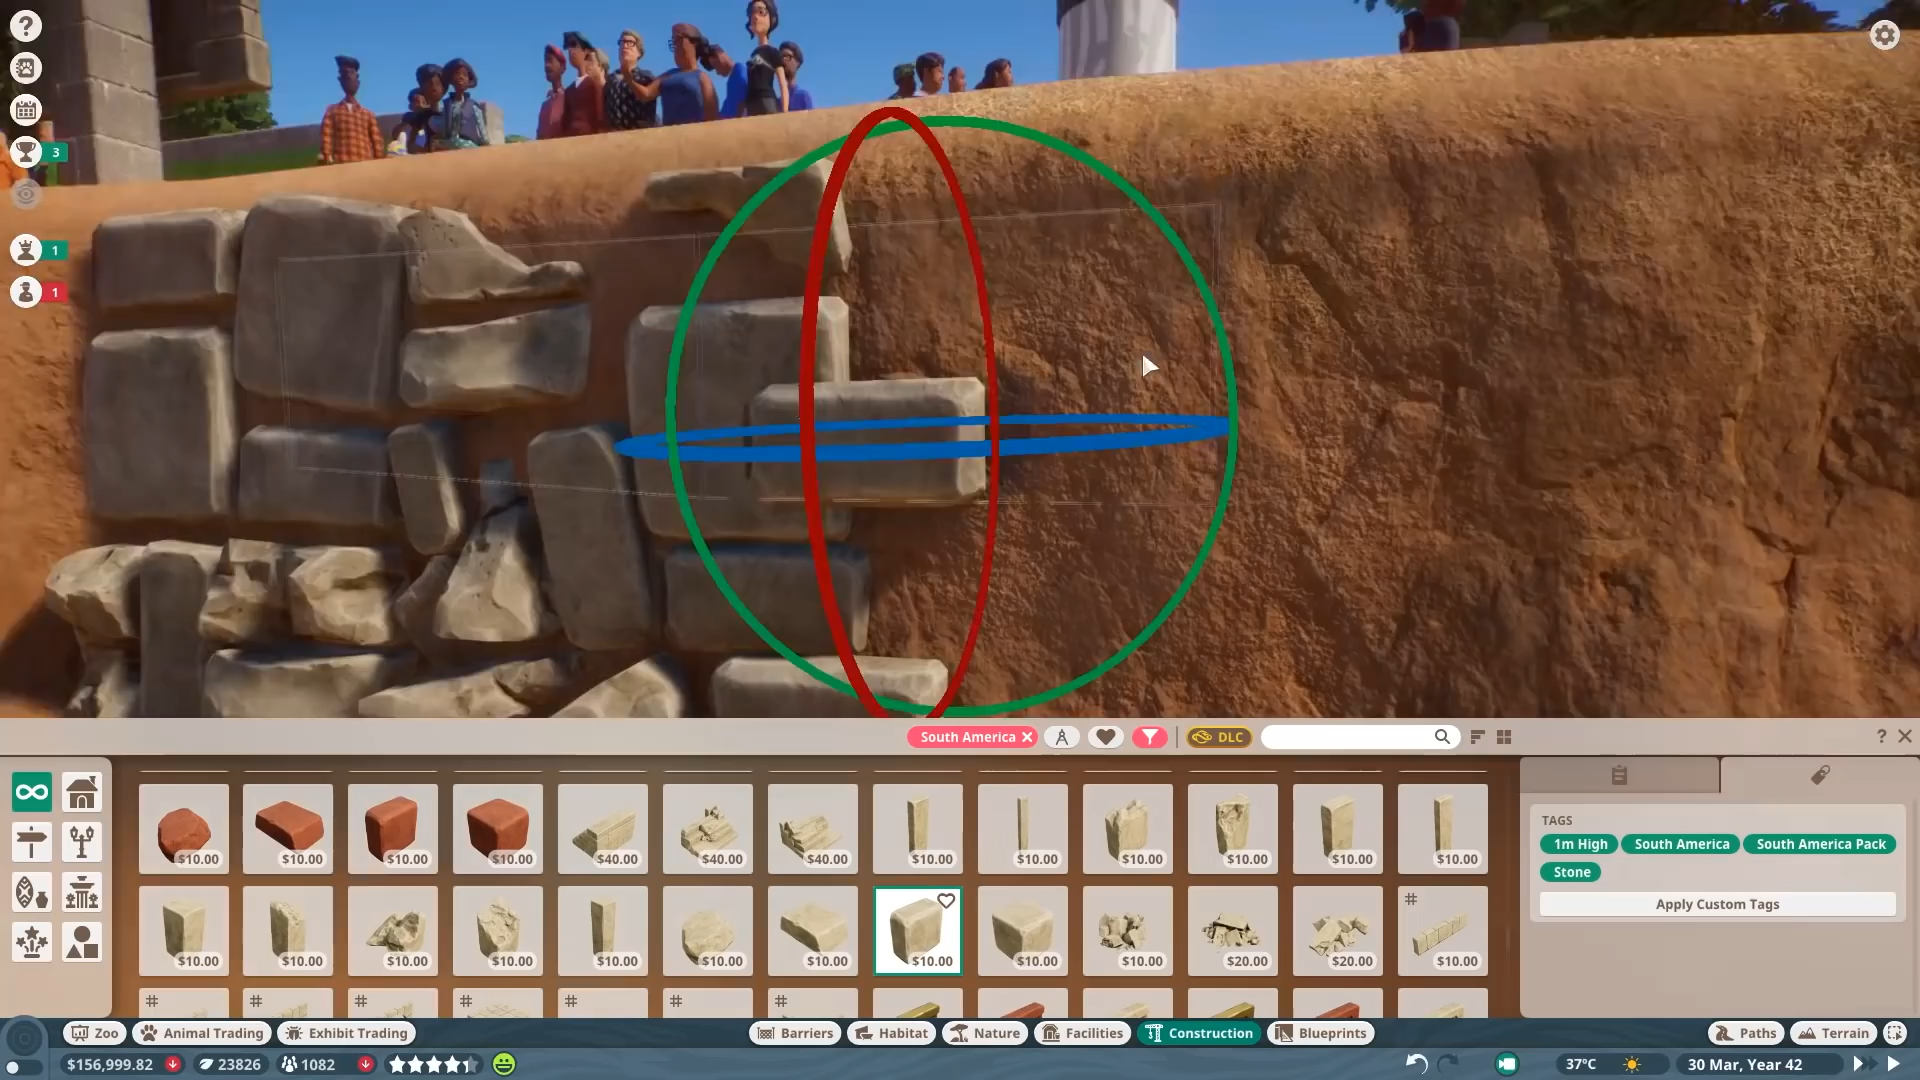 ?
3
1
1
South America ×
DLC
? ×
$10.00 $10.00 $10.00 $10.00 $40.00 $40.00 $40.00 $10.00 $10.00 $10.00 $10.00 $10.00 $10.00
$10.00 $10.00 $10.00 $10.00 $10.00 $10.00 $10.00 $10.00 $10.00 $10.00 $20.00 $20.00 # $10.00
# # # # # # #
TAGS
1m High South America South America Pack
Stone
Apply Custom Tags
Zoo Animal Trading Exhibit Trading Barriers Habitat Nature Facilities Construction Blueprints Paths Terrain
$156,999.82 23826 1082 37°C 30 Mar, Year 42